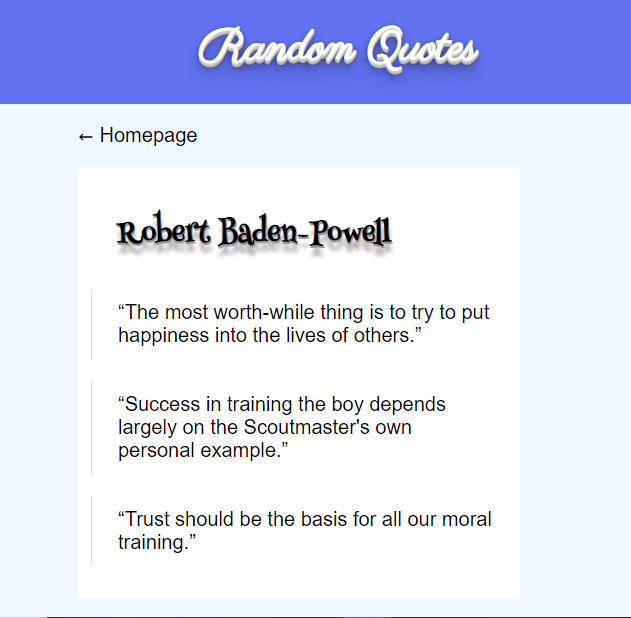 Random Quotes
← Homepage
Robert Baden-Powell
“The most worth-while thing is to try to put
happiness into the lives of others.”
“Success in training the boy depends
largely on the Scoutmaster's own
personal example.”
“Trust should be the basis for all our moral
training.”